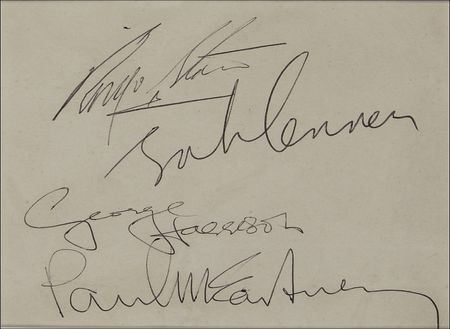 Ringo Starr
John Lennon
George Harrison
Paul McCartney